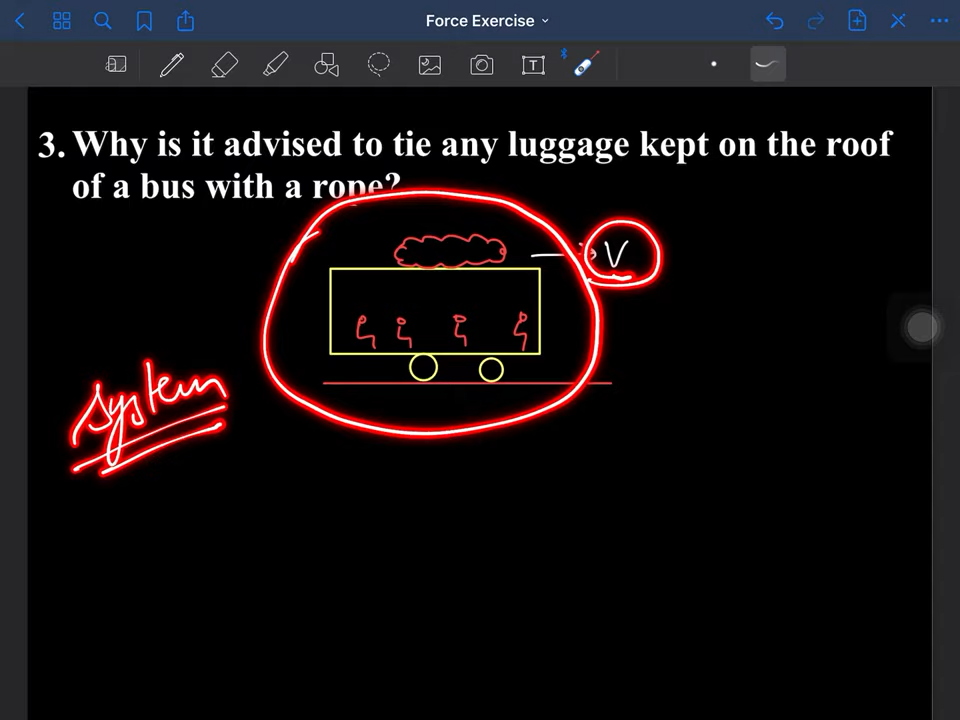 Force Exercise
T
3. Why is it advised to tie any luggage kept on the roof
of a bus with a rope?
V
System